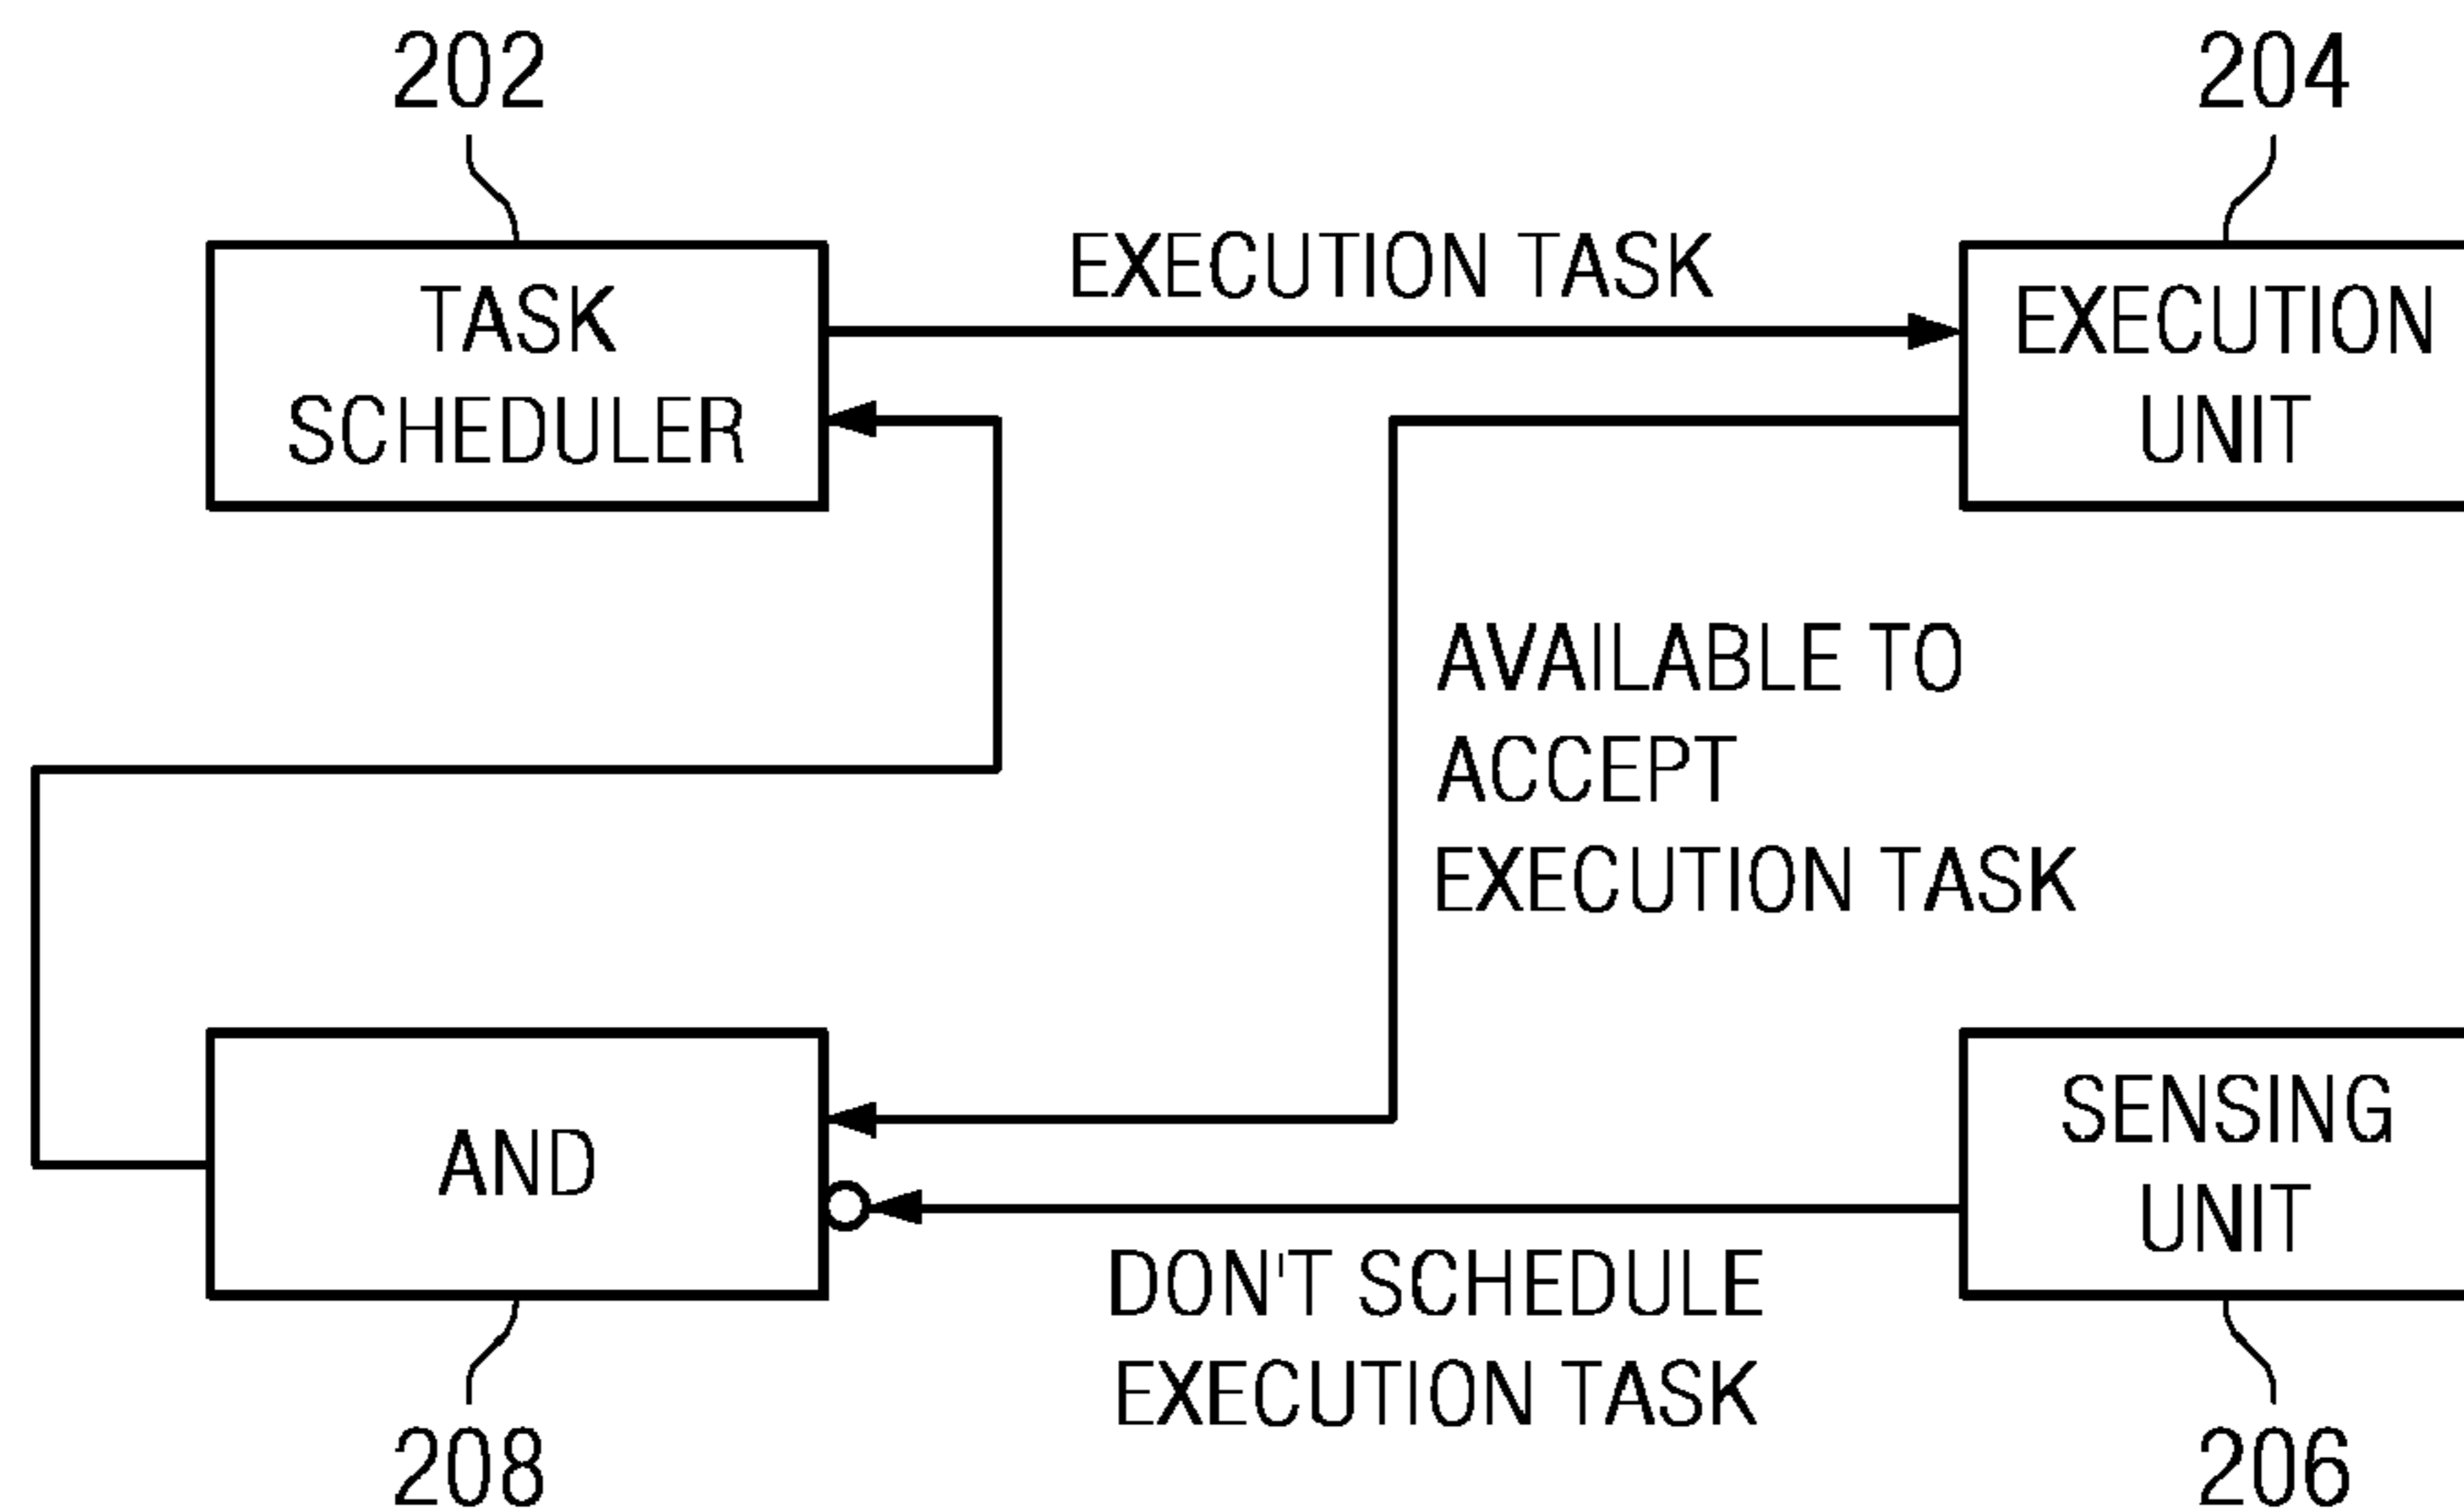 202
204
TASK
SCHEDULER
EXECUTION TASK
EXECUTION
UNIT
AVAILABLE TO
ACCEPT
EXECUTION TASK
AND
SENSING
UNIT
DON'T SCHEDULE
EXECUTION TASK
208
206